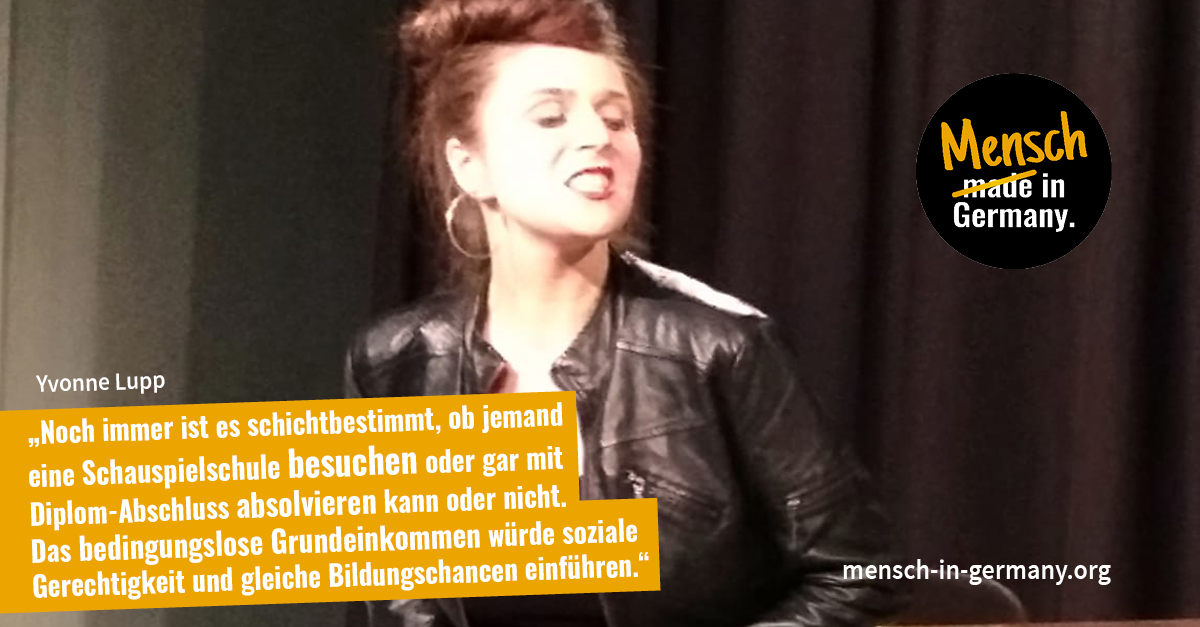 Mensch
made in
Germany.
Yvonne Lupp
„Noch immer ist es schichtbestimmt, ob jemand
eine Schauspielschule besuchen oder gar mit
Diplom-Abschluss absolvieren kann oder nicht.
Das bedingungslose Grundeinkommen würde soziale
Gerechtigkeit und gleiche Bildungschancen einführen.“
mensch-in-germany.org